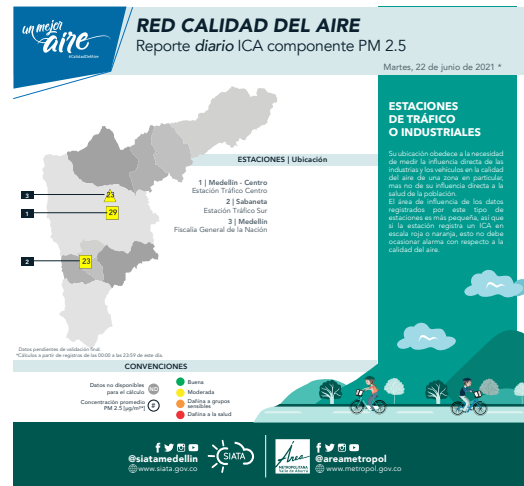 un mejor
aire
#CalidadDelAire
RED CALIDAD DEL AIRE
Reporte diario ICA componente PM 2.5
Martes, 22 de junio de 2021 *
ESTACIONES
DE TRÁFICO
O INDUSTRIALES
Su ubicación obedece a la necesidad
de medir la influencia directa de las
industrias y los vehículos en la calidad
del aire de una zona en particular,
mas no de su influencia directa a la
salud de la población.
El área de influencia de los datos
registrados por este tipo de
estaciones es más pequeña, así que
si la estación registra un ICA en
escala roja o naranja, esto no debe
ocasionar alarma con respecto a la
calidad del aire.
ESTACIONES | Ubicación
1 | Medellín - Centro
Estación Tráfico Centro
2 | Sabaneta
Estación Tráfico Sur
3 | Medellín
Fiscalía General de la Nación
3
23
1
29
2
23
Datos pendientes de validación final.
*Cálculos a partir de registros de las 00:00 a las 23:59 de este día.
CONVENCIONES
Datos no disponibles
para el cálculo
ND
Concentración promedio
PM 2.5 [µg/m³*]
#
Buena
Moderada
Dañina a grupos
sensibles
Dañina a la salud
@siatamedellin
www.siata.gov.co
SIATA
Área
METROPOLITANA
Valle de Aburrá
@areametropol
www.metropol.gov.co